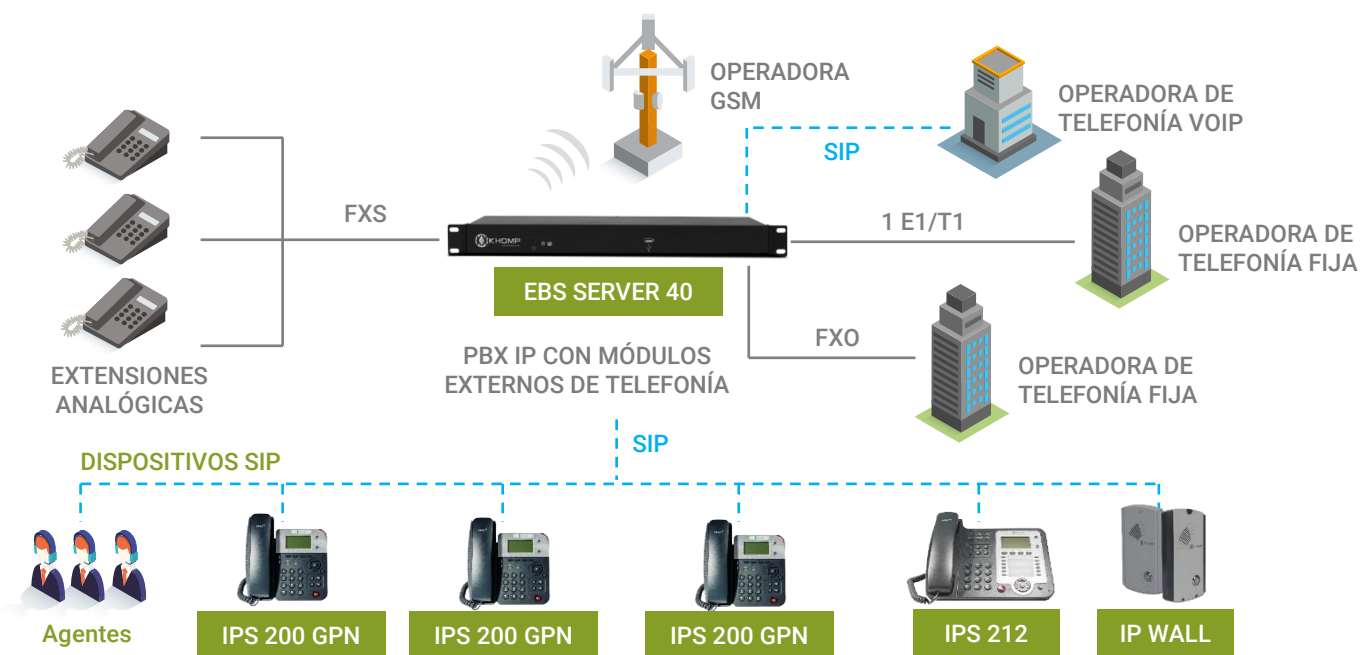 OPERADORA
GSM
OPERADORA DE
TELEFONÍA VOIP
SIP
FXS
1 E1/T1
OPERADORA DE
TELEFONÍA FIJA
KHOMP
EBS SERVER 40
FXO
PBX IP CON MÓDULOS
EXTERNOS DE TELEFONÍA
OPERADORA DE
TELEFONÍA FIJA
EXTENSIONES
ANALÓGICAS
SIP
DISPOSITIVOS SIP
Agentes
IPS 200 GPN
IPS 200 GPN
IPS 200 GPN
IPS 212
IP WALL